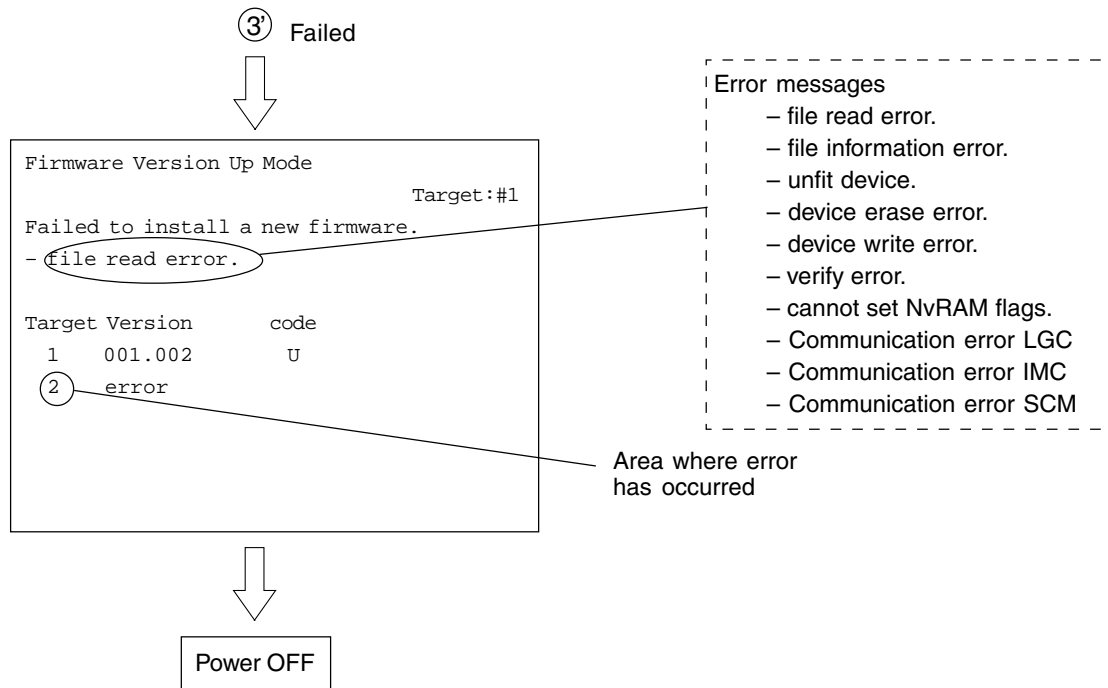 3’ Failed
Firmware Version Up Mode
Target:#1
Failed to install a new firmware.
– file read error.
Target Version code
1 001.002 U
2 error
Error messages
– file read error.
– file information error.
– unfit device.
– device erase error.
– device write error.
– verify error.
– cannot set NvRAM flags.
– Communication error LGC
– Communication error IMC
– Communication error SCM
Area where error
has occurred
Power OFF